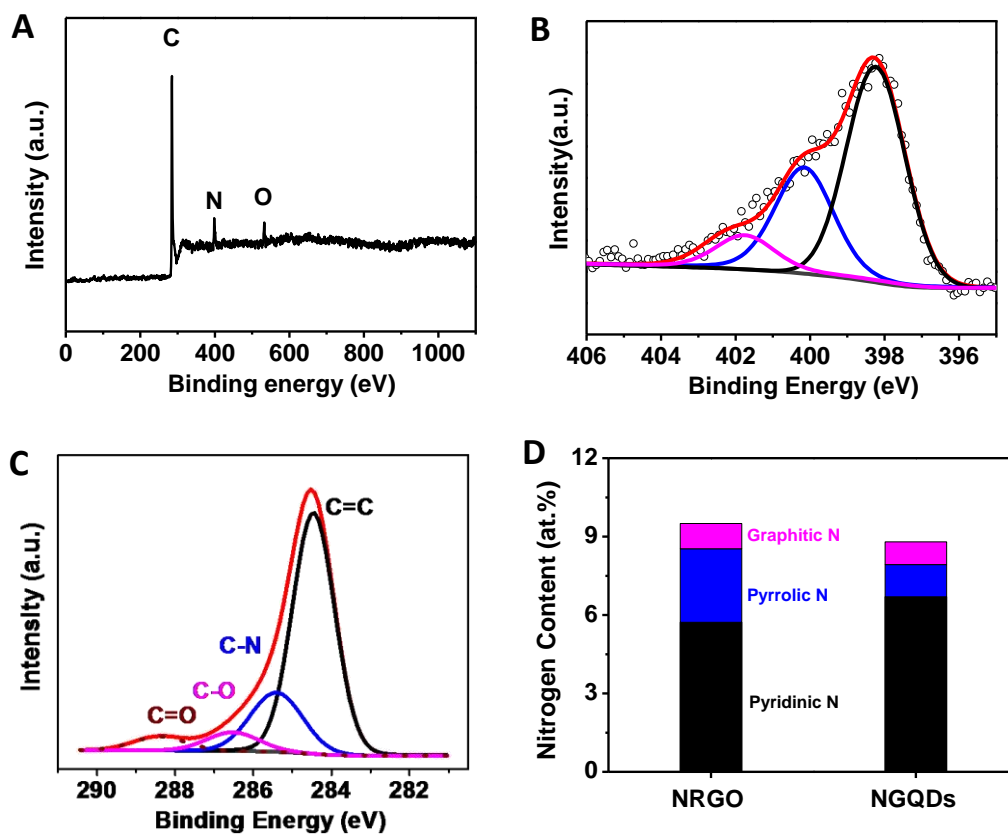 A
C
N
O
Intensity (a.u.)
0 200 400 600 800 1000
Binding energy (eV)
B
Intensity(a.u.)
406 404 402 400 398 396
Binding Energy (eV)
C
C=C
C-N
C-O
C=O
Intensity (a.u.)
290 288 286 284 282
Binding Energy (eV)
D
12
9
6
3
0
Nitrogen Content (at.%)
Graphitic N
Pyrrolic N
Pyridinic N
NRGO NGQDs